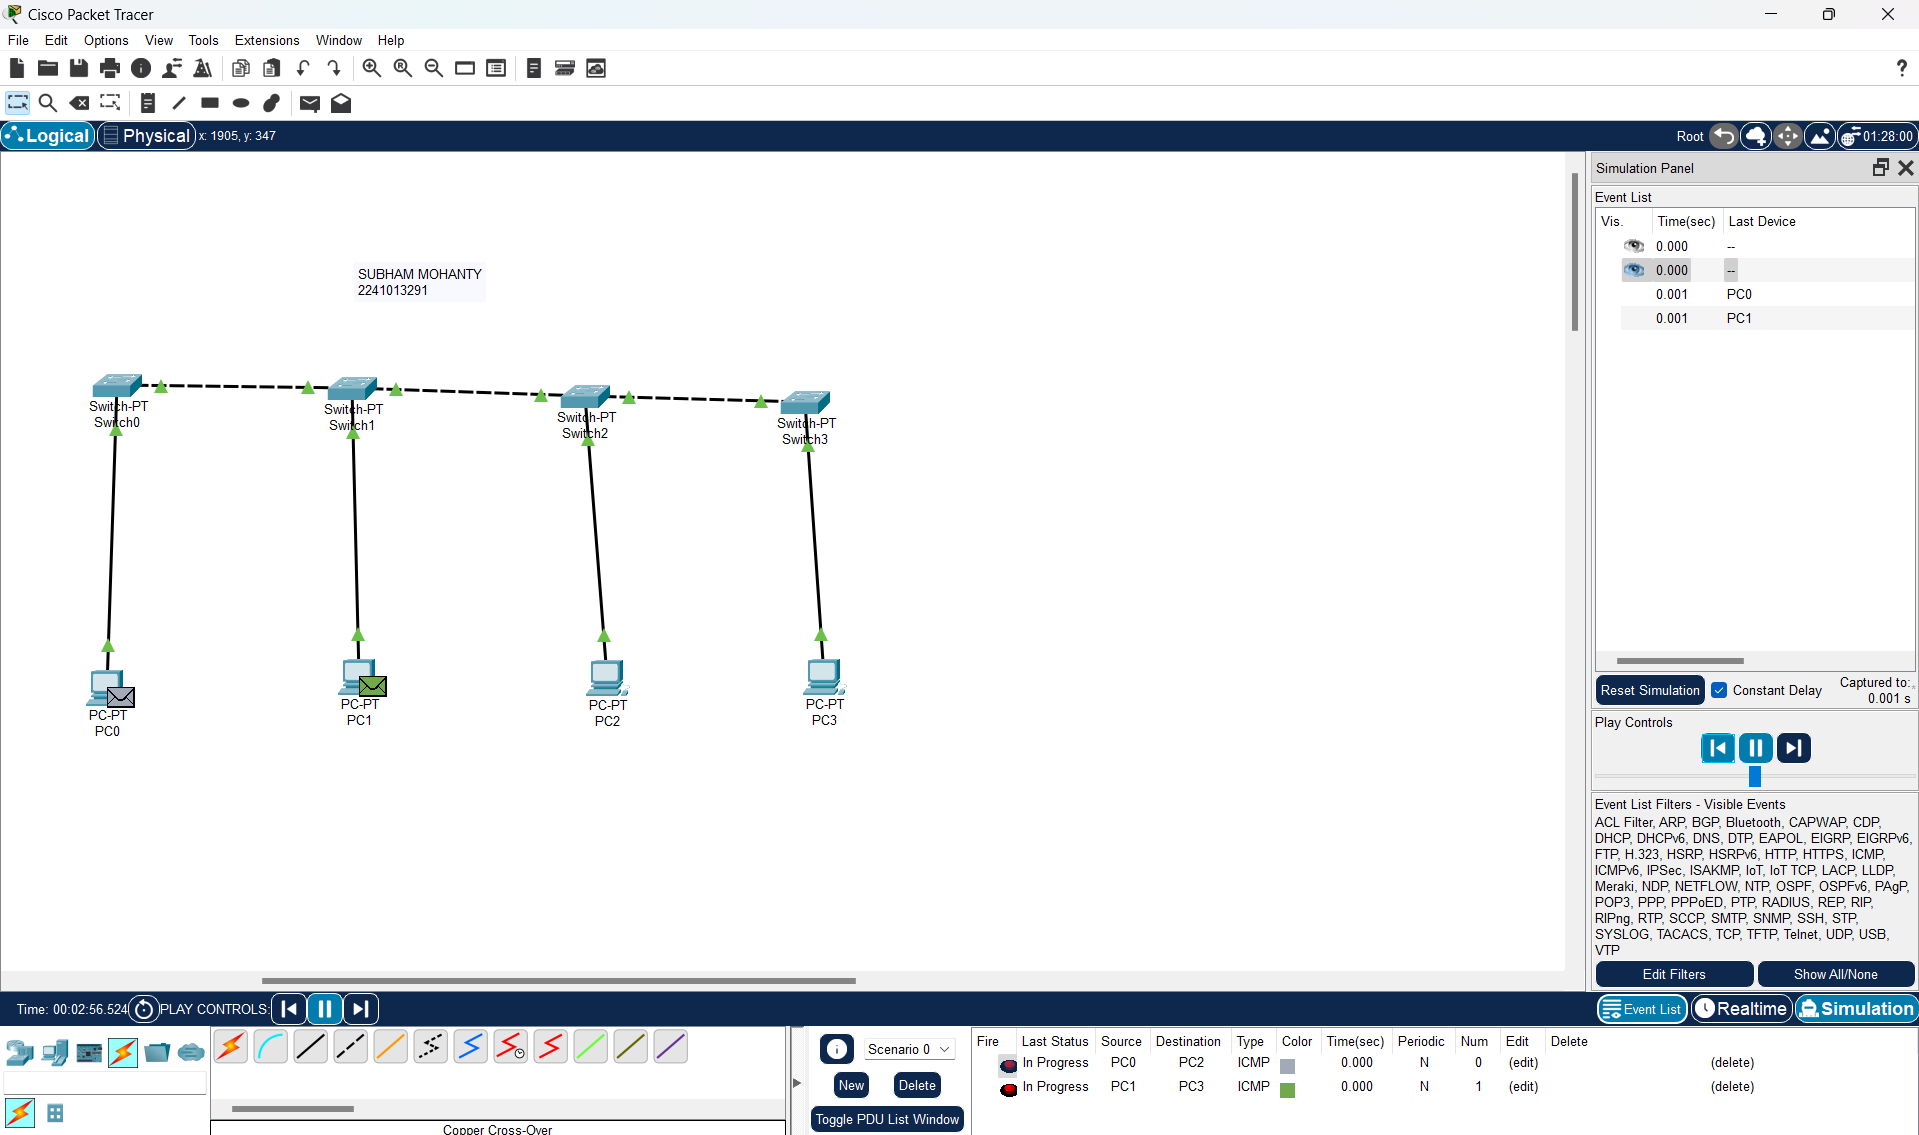 Cisco Packet Tracer
File Edit Options View Tools Extensions Window Help
?
Logical Physical x: 1905, y: 347 Root 01:28:00
Simulation Panel
Event List
Vis. Time(sec) Last Device
0.000 --
0.000 --
0.001 PC0
0.001 PC1
SUBHAM MOHANTY
2241013291
Switch-PT
Switch0
Switch-PT
Switch1
Switch-PT
Switch2
Switch-PT
Switch3
PC-PT
PC0
PC-PT
PC1
PC-PT
PC2
PC-PT
PC3
Reset Simulation Constant Delay Captured to:
0.001 s
Play Controls
Event List Filters - Visible Events
ACL Filter, ARP, BGP, Bluetooth, CAPWAP, CDP,
DHCP, DHCPv6, DNS, DTP, EAPOL, EIGRP, EIGRPv6,
FTP, H.323, HSRP, HSRPv6, HTTP, HTTPS, ICMP,
ICMPv6, IPSec, ISAKMP, IoT, IoT TCP, LACP, LLDP,
Meraki, NDP, NETFLOW, NTP, OSPF, OSPFv6, PAgP,
POP3, PPP, PPPoED, PTP, RADIUS, REP, RIP,
RIPng, RTP, SCCP, SMTP, SNMP, SSH, STP,
SYSLOG, TACACS, TCP, TFTP, Telnet, UDP, USB,
VTP
Edit Filters Show All/None
Time: 00:02:56.524 PLAY CONTROLS: Event List Realtime Simulation
Scenario 0
New Delete
Toggle PDU List Window
Fire Last Status Source Destination Type Color Time(sec) Periodic Num Edit Delete
In Progress PC0 PC2 ICMP 0.000 N 0 (edit) (delete)
In Progress PC1 PC3 ICMP 0.000 N 1 (edit) (delete)
Copper Cross-Over